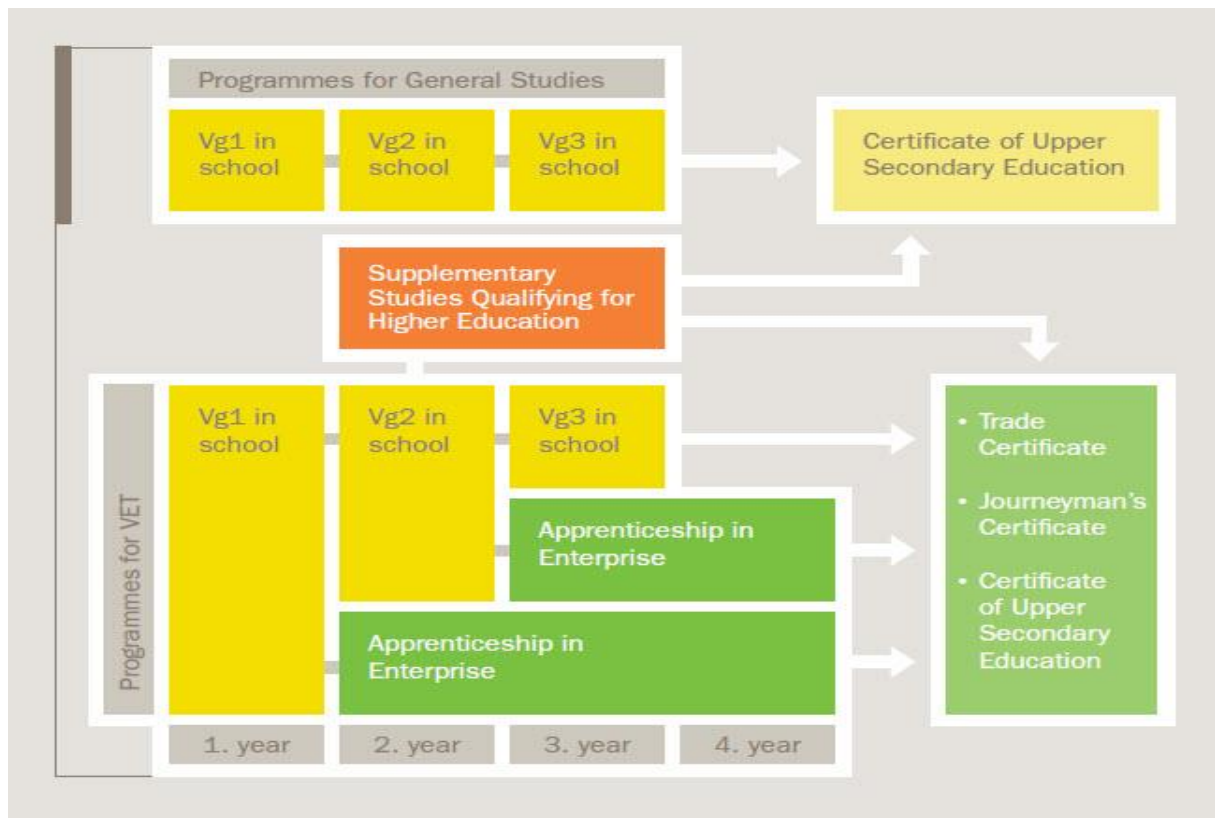 Programmes for General Studies
Vg1 in
school
Vg2 in
school
Vg3 in
school
Certificate of Upper
Secondary Education
Supplementary
Studies Qualifying for
Higher Education
Programmes for VET
Vg1 in
school
Vg2 in
school
Vg3 in
school
Apprenticeship in
Enterprise
Apprenticeship in
Enterprise
• Trade
Certificate
• Journeyman's
Certificate
• Certificate
of Upper
Secondary
Education
1. year
2. year
3. year
4. year